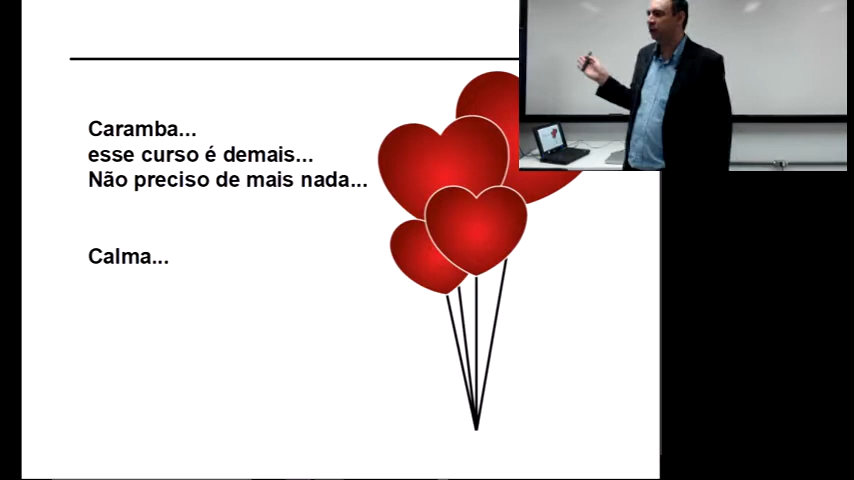 Caramba...
esse curso é demais...
Não preciso de mais nada...
Calma...